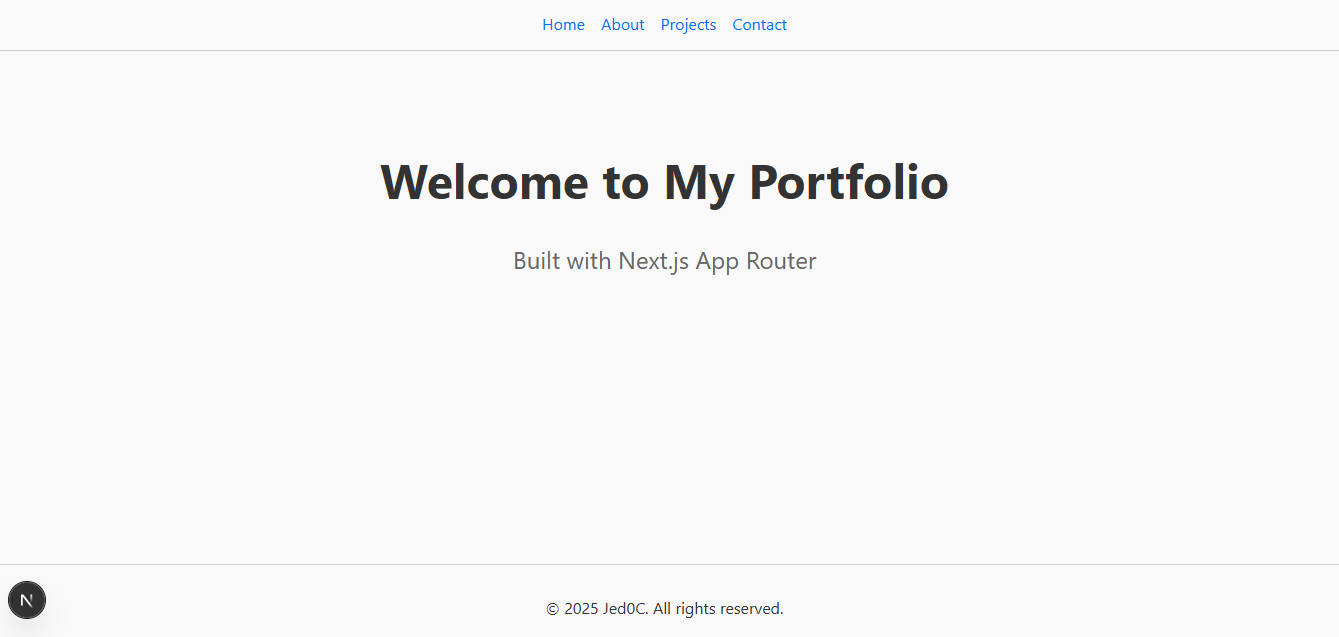 Home About Projects Contact
Welcome to My Portfolio
Built with Next.js App Router
N
© 2025 Jed0C. All rights reserved.